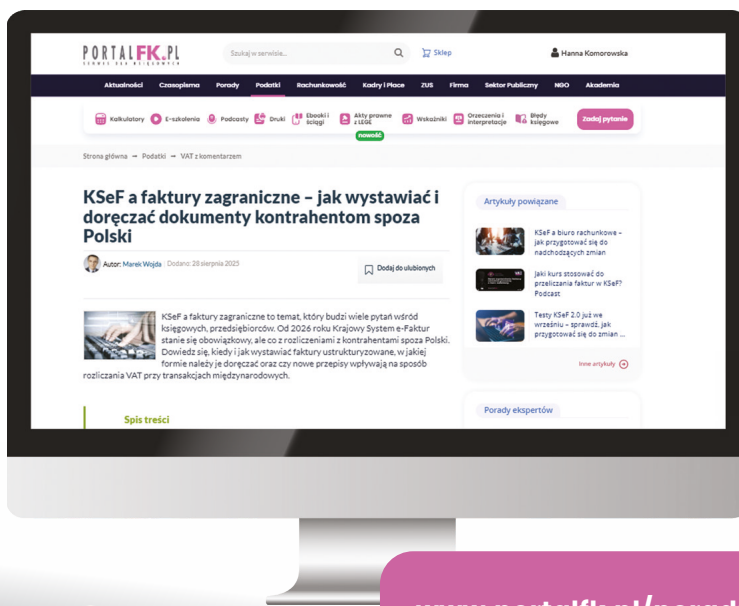 PORTALFK.PL
Szukaj w serwisie...
Sklep
Hanna Komorowska
Aktualności Czasopisma Porady Podatki Rachunkowość Kadry i Płace ZUS Firma Sektor Publiczny NGO Akademia
Kalkulatory E-szkolenia Podcasty Druki Ebooki i ściągi Akty prawne z LEGE Wskaźniki Orzeczenia i interpretacje Błędy księgowe Zadaj pytanie
nowość
Strona główna → Podatki → VAT z komentarzem
KSeF a faktury zagraniczne – jak wystawiać i
doręczać dokumenty kontrahentom spoza
Polski
Autor: Marek Wojda Dodano: 28 sierpnia 2025
Dodaj do ulubionych
KSeF a faktury zagraniczne to temat, który budzi wiele pytań wśród
księgowych, przedsiębiorców. Od 2026 roku Krajowy System e-Faktur
stanie się obowiązkowy, ale co z rozliczeniami z kontrahentami spoza Polski.
Dowiedz się, kiedy i jak wystawiać faktury ustrukturyzowane, w jakiej
formie należy je doręczać oraz czy nowe przepisy wpływają na sposób
rozliczania VAT przy transakcjach międzynarodowych.
Spis treści
Artykuły powiązane
KSeF a biuro rachunkowe –
jak przygotować się do
nadchodzących zmian
Jaki kurs stosować do
przeliczania faktur w KSeF?
Podcast
Testy KSeF 2.0 już we
wrześniu – sprawdź, jak
przygotować się do zmian ...
Inne artykuły
Porady ekspertów